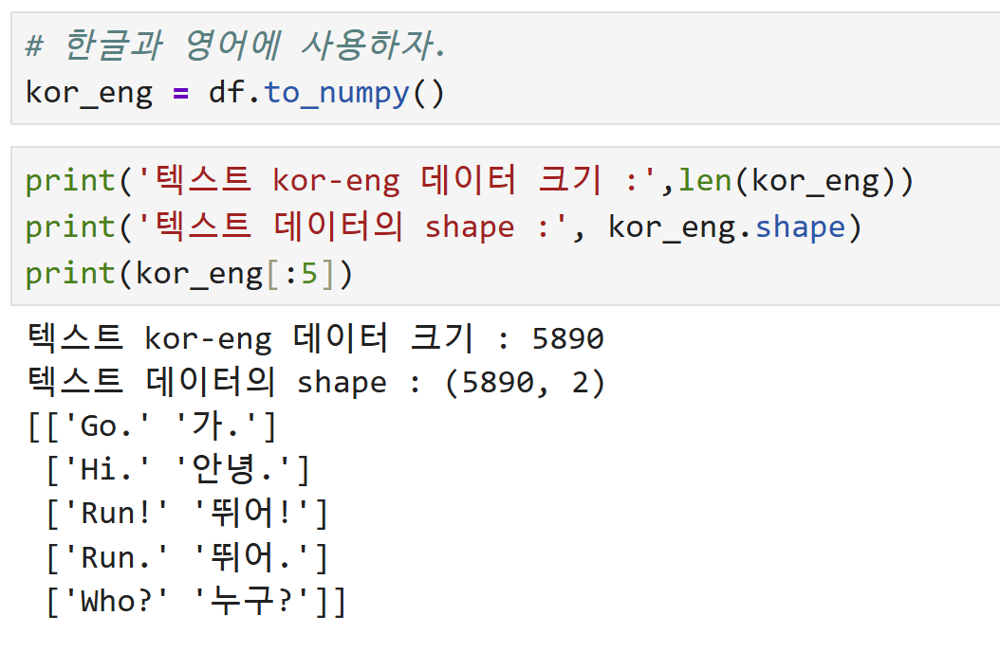 # 한글과 영어에 사용하자.
kor_eng = df.to_numpy()
print('텍스트 kor-eng 데이터 크기 :',len(kor_eng))
print('텍스트 데이터의 shape :', kor_eng.shape)
print(kor_eng[:5])
텍스트 kor-eng 데이터 크기 : 5890
텍스트 데이터의 shape : (5890, 2)
[['Go.' '가.']
 ['Hi.' '안녕.']
 ['Run!' '뛰어!']
 ['Run.' '뛰어.']
 ['Who?' '누구?']]